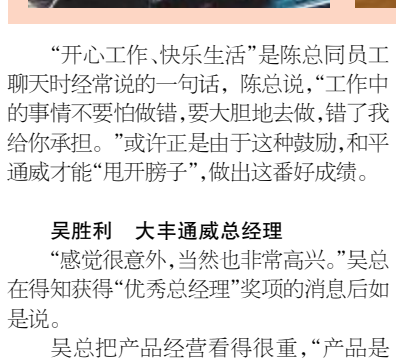 “开心工作、快乐生活”是陈总同员工
聊天时经常说的一句话，陈总说，“工作中
的事情不要怕做错，要大胆地去做，错了我
给你承担。”或许正是由于这种鼓励，和平
通威才能“甩开膀子”，做出这番好成绩。
吴胜利　大丰通威总经理
“感觉很意外，当然也非常高兴。”吴总
在得知获得“优秀总经理”奖项的消息后如
是说。
吴总把产品经营看得很重，“产品是